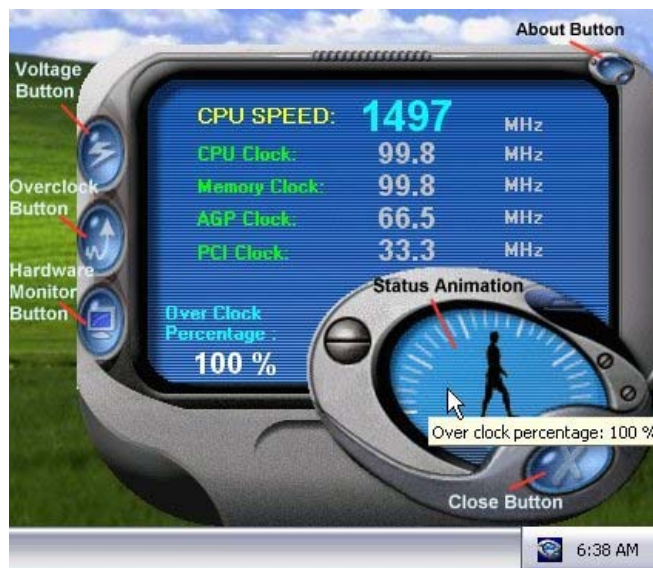 About Button
Voltage
Button
CPU SPEED: 1497 MHz
CPU Clock: 99.8 MHz
Memory Clock: 99.8 MHz
Overclock
Button
AGP Clock: 66.5 MHz
PCI Clock: 33.3 MHz
Hardware
Monitor
Button
Status Animation
Over Clock
Percentage :
100 %
Over clock percentage: 100 %
X
Close Button
6:38 AM